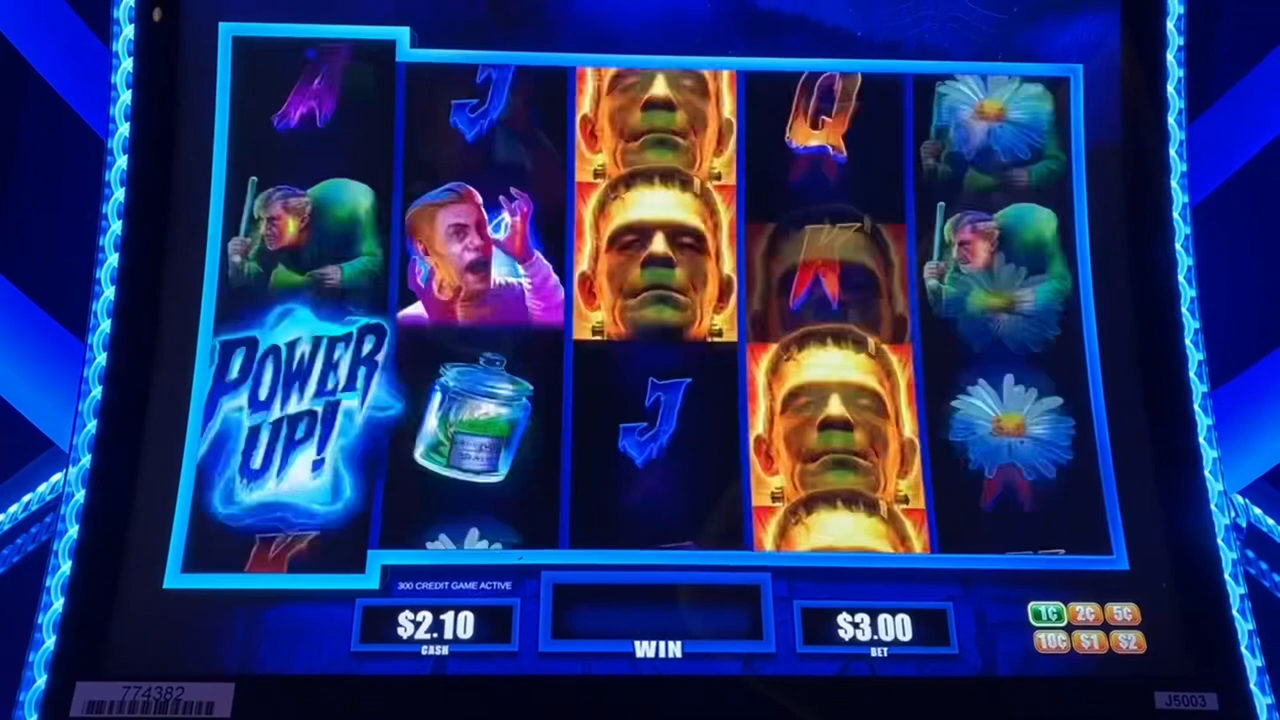 A
J
Q
K
POWER
UP!
J
K
300 CREDIT GAME ACTIVE
$2.10
CASH
WIN
$3.00
BET
1¢ 2¢ 5¢
10¢ $1 $2
774382
J5003